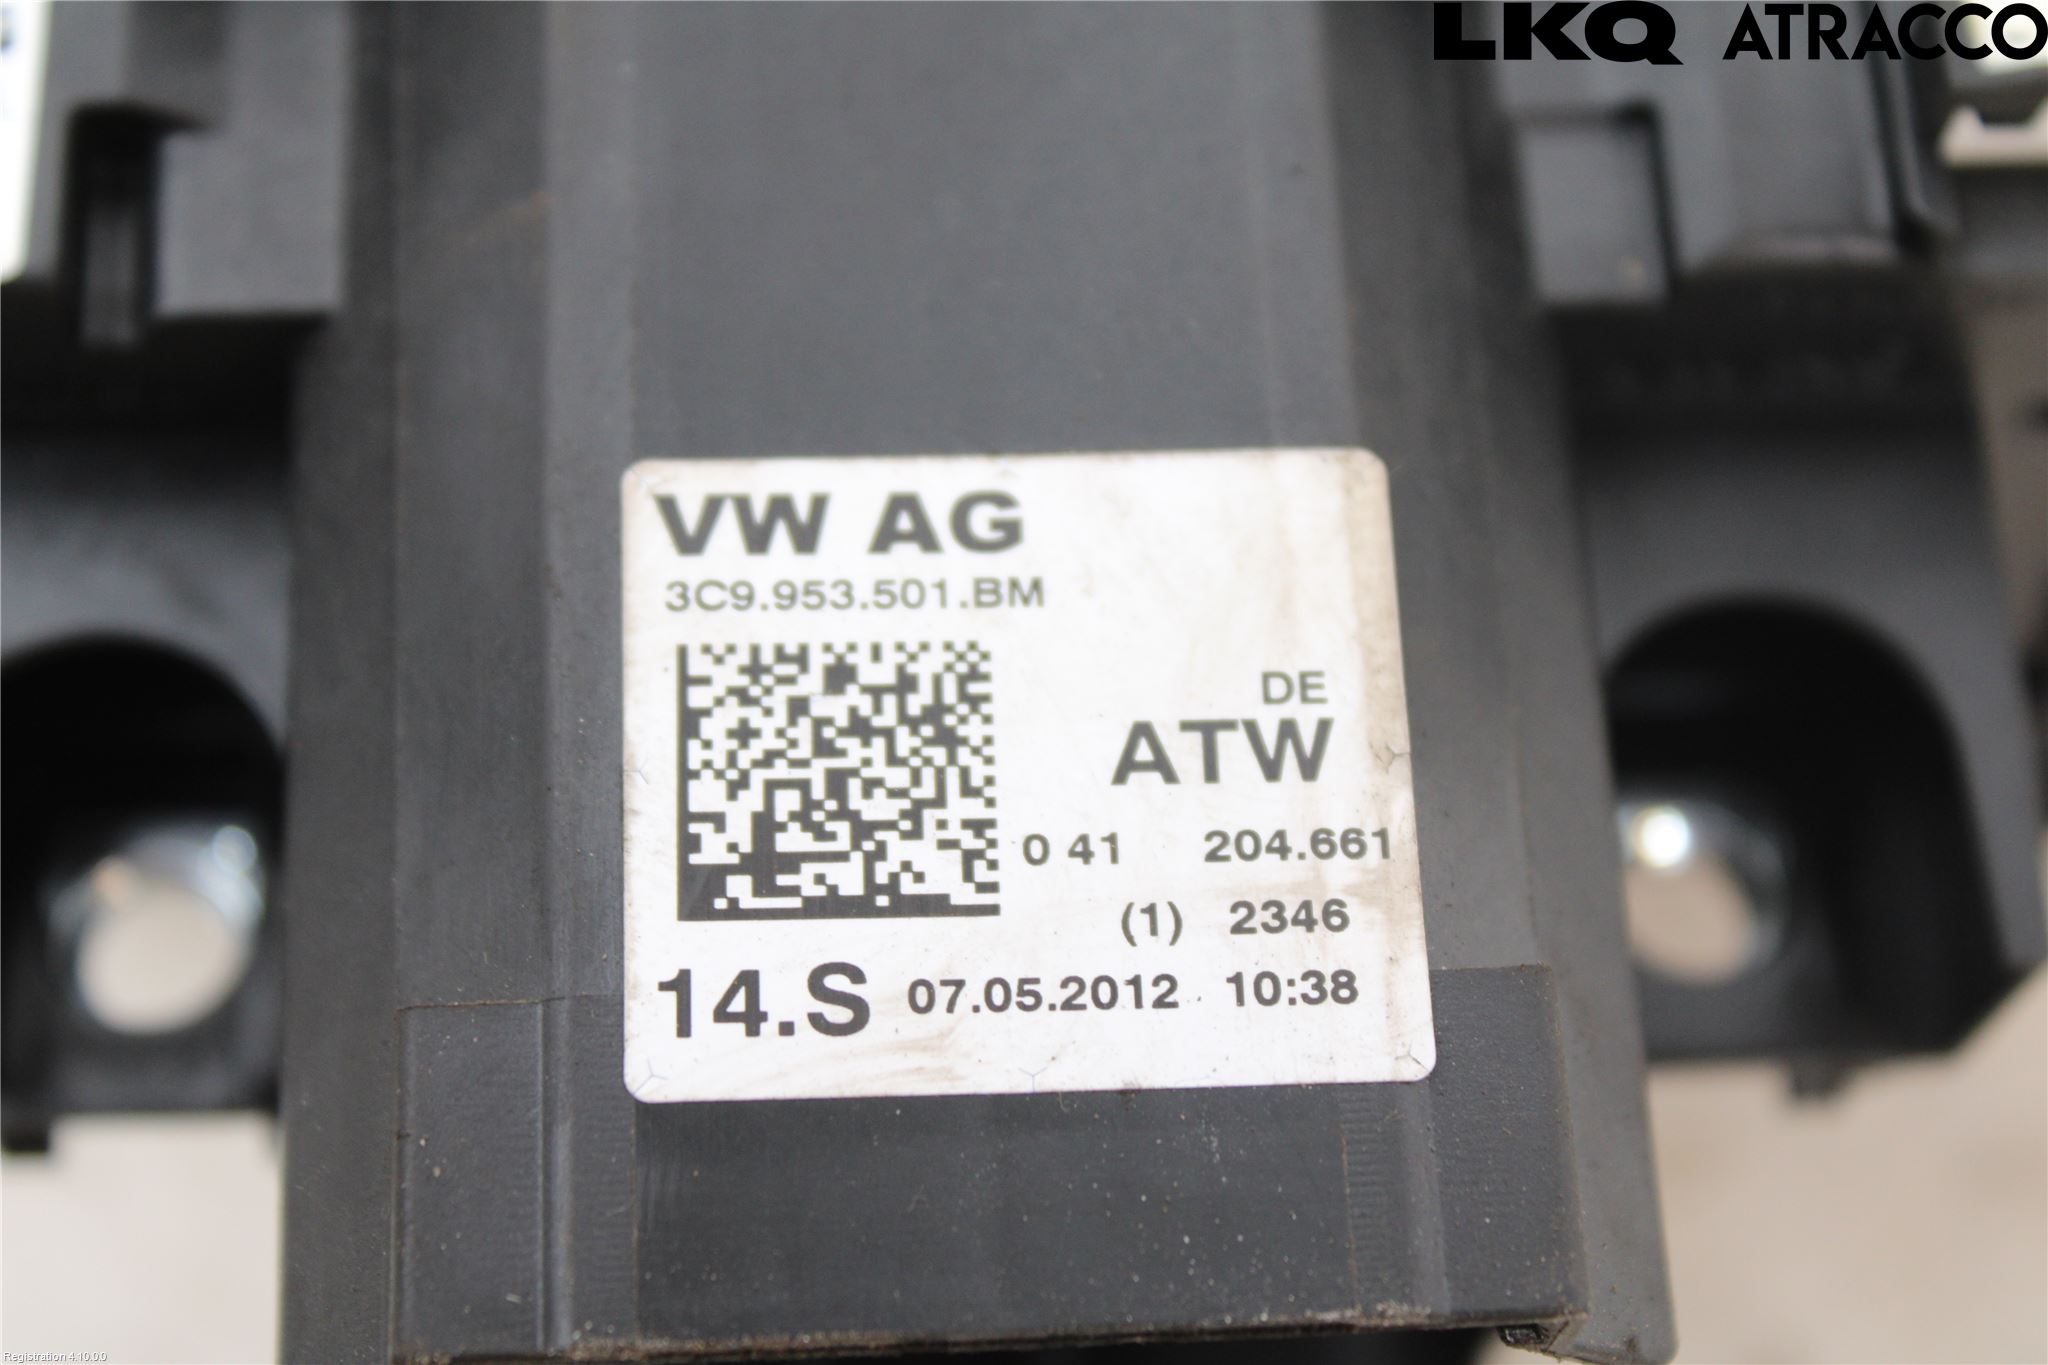 LKQ ATRACCO
VW AG
3C9.953.501.BM
DE
ATW
0 41 204.661
(1) 2346
14.S 07.05.2012 10:38
Registration 4.10.0.0